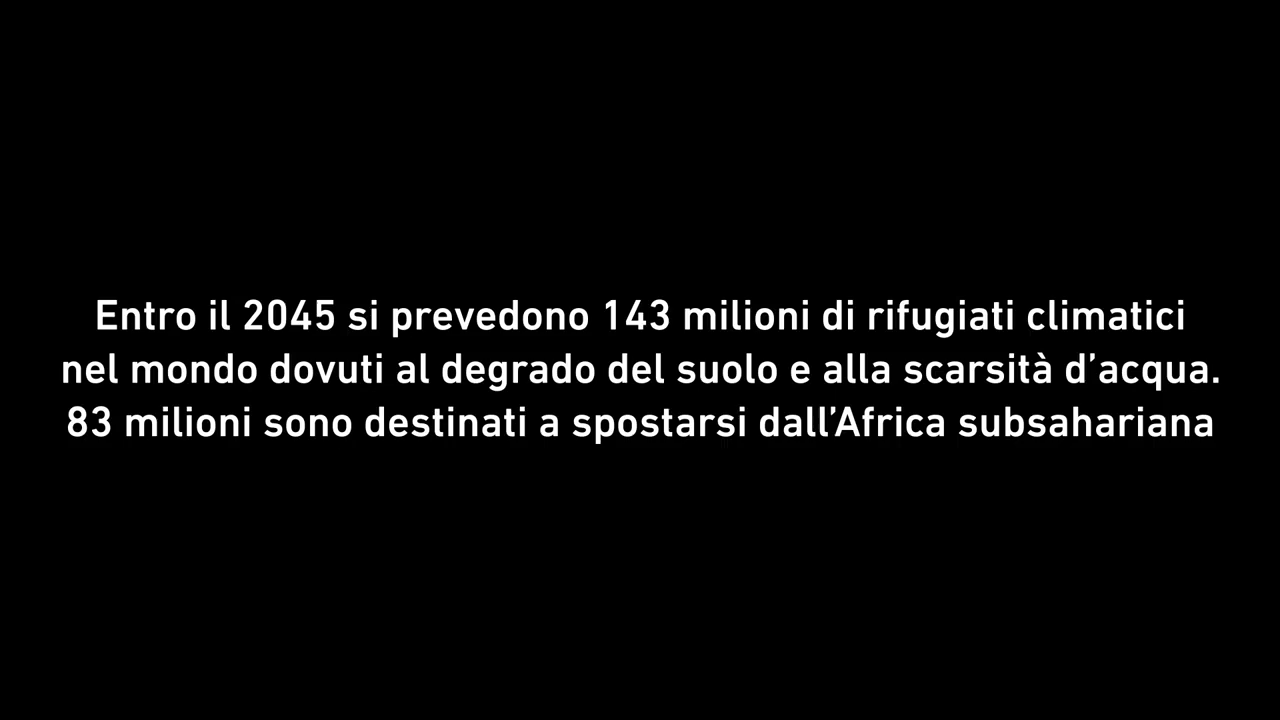 Entro il 2045 si prevedono 143 milioni di rifugiati climatici
nel mondo dovuti al degrado del suolo e alla scarsità d’acqua.
83 milioni sono destinati a spostarsi dall’Africa subsahariana